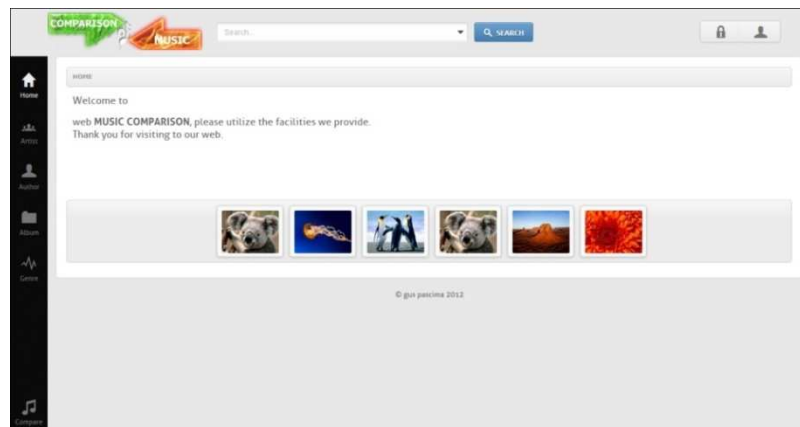 COMPARISON
MUSIC
Search..
SEARCH
Home
Artist
Author
Album
Genre
Compare
HOME
Welcome to
web MUSIC COMPARISON, please utilize the facilities we provide.
Thank you for visiting to our web.
© gus pascima 2012